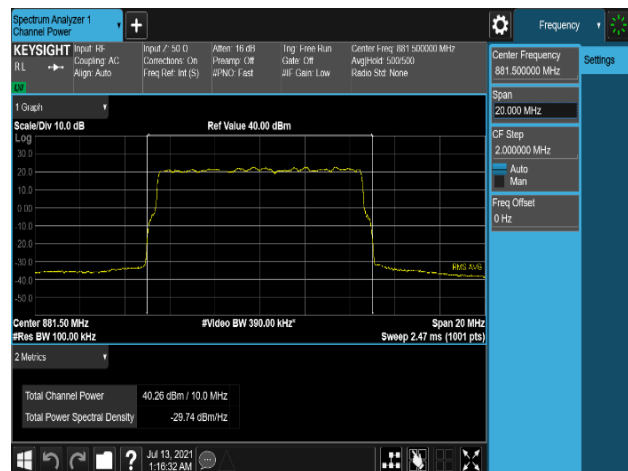 Spectrum Analyzer 1
Channel Power
Frequency
KEYSIGHT
RL
Input: RF
Coupling: AC
Align: Auto
Input Z: 50 Ω
Corrections: On
Freq Ref: Int (S)
Atten: 16 dB
Preamp: Off
#PNO: Fast
Trig: Free Run
Gate: Off
#IF Gain: Low
Center Freq: 881.500000 MHz
Avg|Hold: 500/500
Radio Std: None
Center Frequency
881.500000 MHz
Settings
Span
20.000 MHz
CF Step
2.000000 MHz
Auto
Man
Freq Offset
0 Hz
1 Graph
Scale/Div 10.0 dB
Ref Value 40.00 dBm
Log
30.0
20.0
10.0
0.00
-10.0
-20.0
-30.0
-40.0
-50.0
RMS AVG
Center 881.50 MHz
#Video BW 390.00 kHz*
Span 20 MHz
#Res BW 100.00 kHz
Sweep 2.47 ms (1001 pts)
2 Metrics
Total Channel Power
40.26 dBm / 10.0 MHz
Total Power Spectral Density
-29.74 dBm/Hz
?
Jul 13, 2021
1:16:32 AM